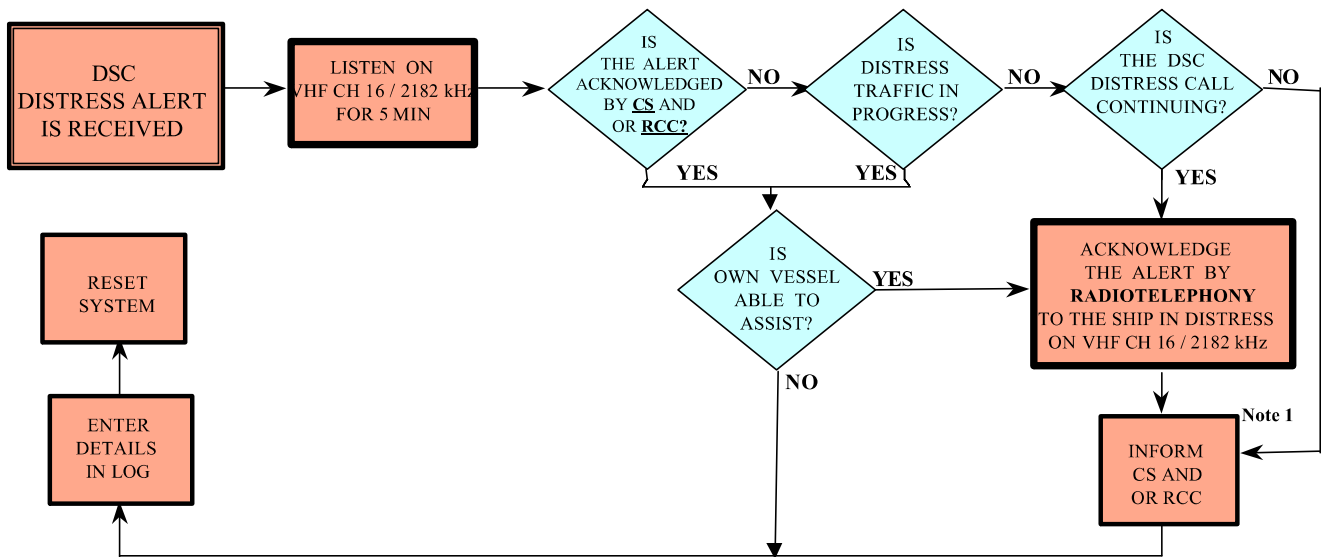 DSC
DISTRESS ALERT
IS RECEIVED
LISTEN ON
VHF CH 16 / 2182 kHz
FOR 5 MIN
IS
THE ALERT
ACKNOWLEDGED
BY CS AND
OR RCC?
NO
YES
IS
DISTRESS
TRAFFIC IN
PROGRESS?
NO
YES
IS
THE DSC
DISTRESS CALL
CONTINUING?
NO
YES
IS
OWN VESSEL
ABLE TO
ASSIST?
YES
NO
ACKNOWLEDGE
THE ALERT BY
RADIOTELEPHONY
TO THE SHIP IN DISTRESS
ON VHF CH 16 / 2182 kHz
Note 1
INFORM
CS AND
OR RCC
ENTER
DETAILS
IN LOG
RESET
SYSTEM